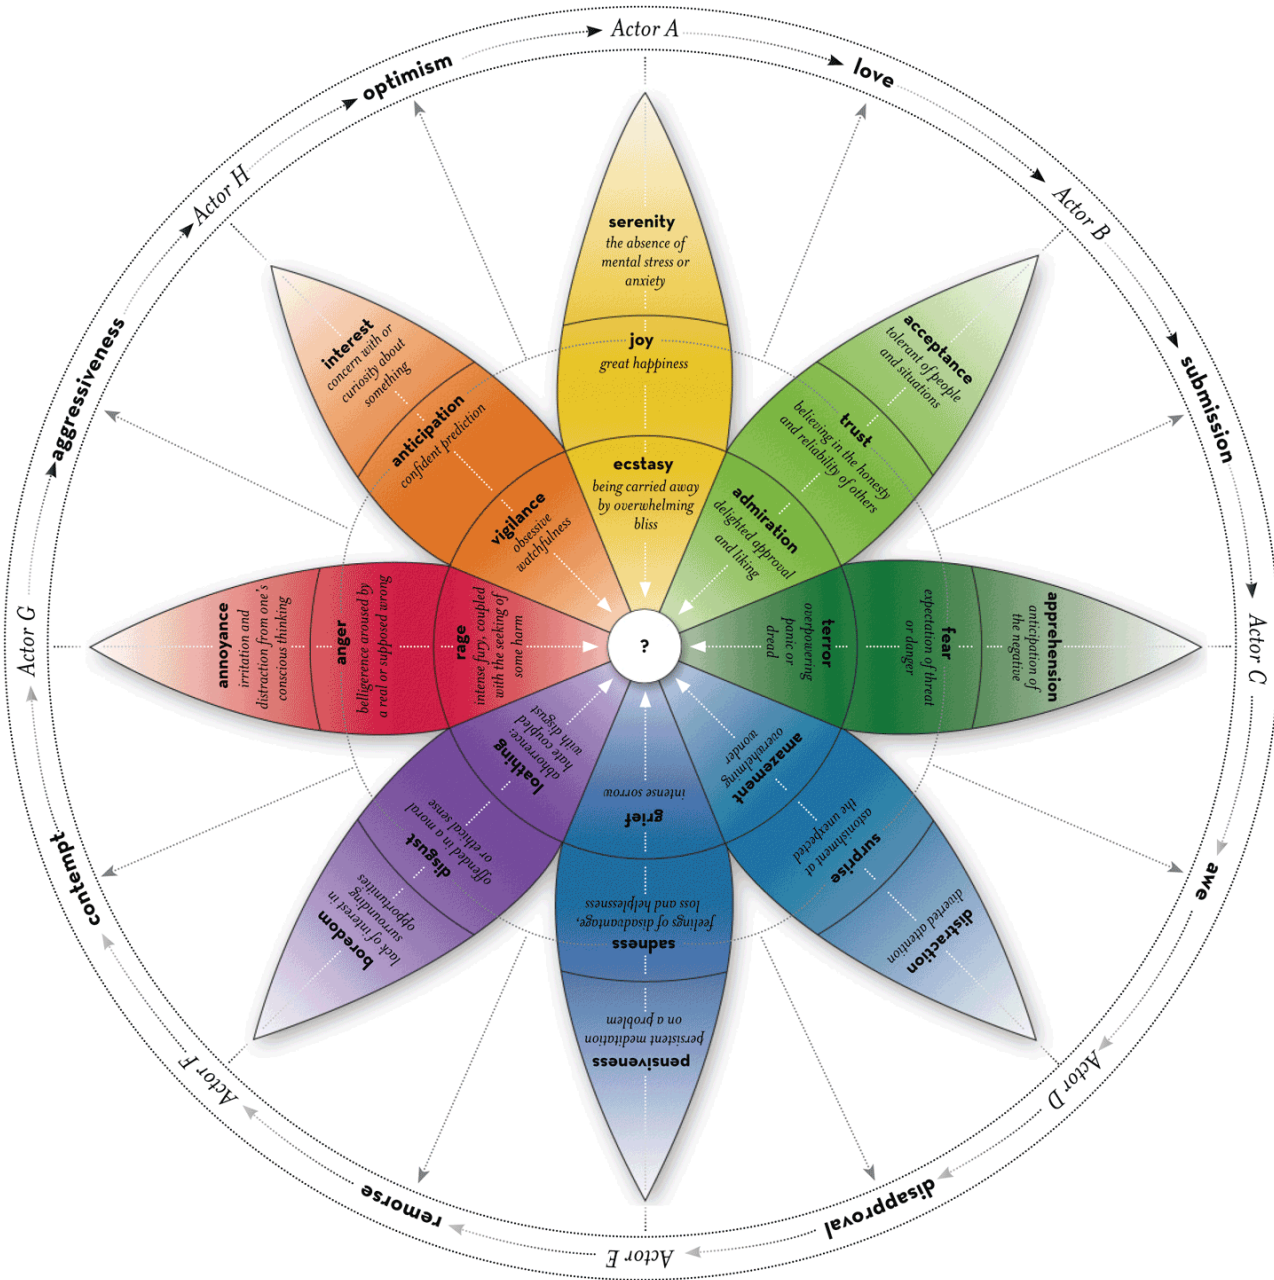 Actor A
love
Actor B
submission
Actor C
awe
Actor D
disapproval
Actor E
remorse
Actor F
contempt
Actor G
aggressiveness
Actor H
optimism
serenity
the absence of
mental stress or
anxiety
joy
great happiness
ecstasy
being carried away
by overwhelming
bliss
acceptance
tolerant of people
and situations
trust
believing in the honesty
and reliability of others
admiration
delighted approval
and liking
apprehension
anticipation of
the negative
fear
expectation of threat
or danger
terror
overpowering
panic or
dread
distraction
diverted attention
surprise
astonishment at
the unexpected
amazement
overwhelming
wonder
pensiveness
persistent meditation
on a problem
sadness
feelings of disadvantage,
loss and helplessness
grief
intense sorrow
boredom
lack of interest in
surrounding
opportunities
disgust
offended in a moral
or ethical sense
loathing
abhorrence:
hate coupled
with disgust
annoyance
irritation and
distraction from one's
conscious thinking
anger
belligerence aroused by
a real or supposed wrong
rage
intense fury, coupled
with the seeking of
some harm
interest
concern with or
curiosity about
something
anticipation
confident prediction
vigilance
obsessive
watchfulness
?